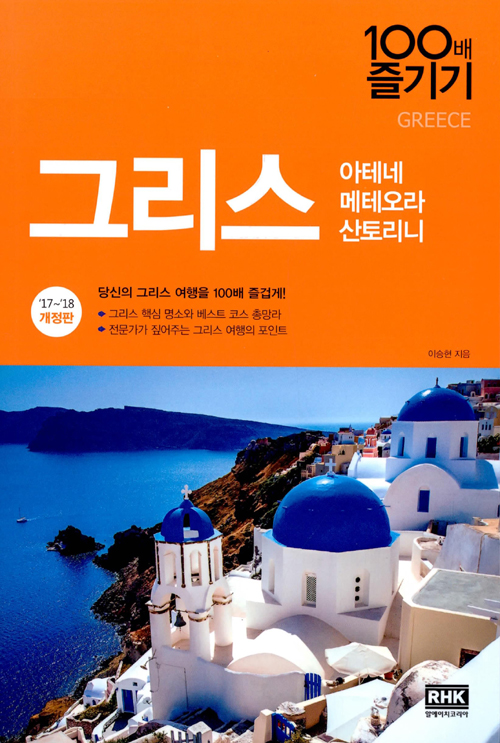 100배
즐기기
GREECE
그리스
아테네
메테오라
산토리니
'17~'18
개정판
당신의 그리스 여행을 100배 즐겁게!
그리스 핵심 명소와 베스트 코스 총망라
전문가가 짚어주는 그리스 여행의 포인트
이승현 지음
RHK
알에이치코리아